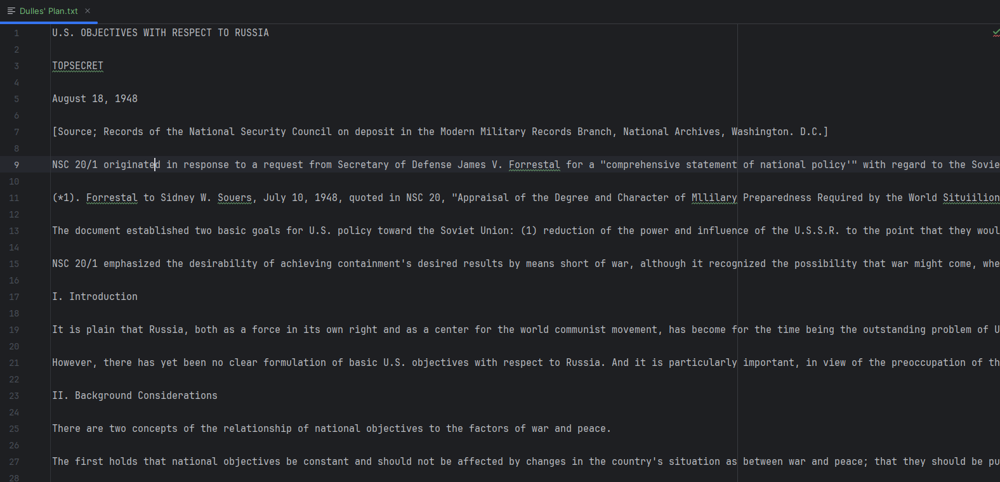 Dulles' Plan.txt ×
1 U.S. OBJECTIVES WITH RESPECT TO RUSSIA
2
3 TOPSECRET
4
5 August 18, 1948
6
7 [Source; Records of the National Security Council on deposit in the Modern Military Records Branch, National Archives, Washington. D.C.]
8
9 NSC 20/1 originated in response to a request from Secretary of Defense James V. Forrestal for a "comprehensive statement of national policy'" with regard to the Sovie
10
11 (*1). Forrestal to Sidney W. Souers, July 10, 1948, quoted in NSC 20, "Appraisal of the Degree and Character of Mllilary Preparedness Required by the World Situiilion
12
13 The document established two basic goals for U.S. policy toward the Soviet Union: (1) reduction of the power and influence of the U.S.S.R. to the point that they woul
14
15 NSC 20/1 emphasized the desirability of achieving containment's desired results by means short of war, although it recognized the possibility that war might come, whe
16
17 I. Introduction
18
19 It is plain that Russia, both as a force in its own right and as a center for the world communist movement, has become for the time being the outstanding problem of U
20
21 However, there has yet been no clear formulation of basic U.S. objectives with respect to Russia. And it is particularly important, in view of the preoccupation of th
22
23 II. Background Considerations
24
25 There are two concepts of the relationship of national objectives to the factors of war and peace.
26
27 The first holds that national objectives be constant and should not be affected by changes in the country's situation as between war and peace; that they should be pu
28